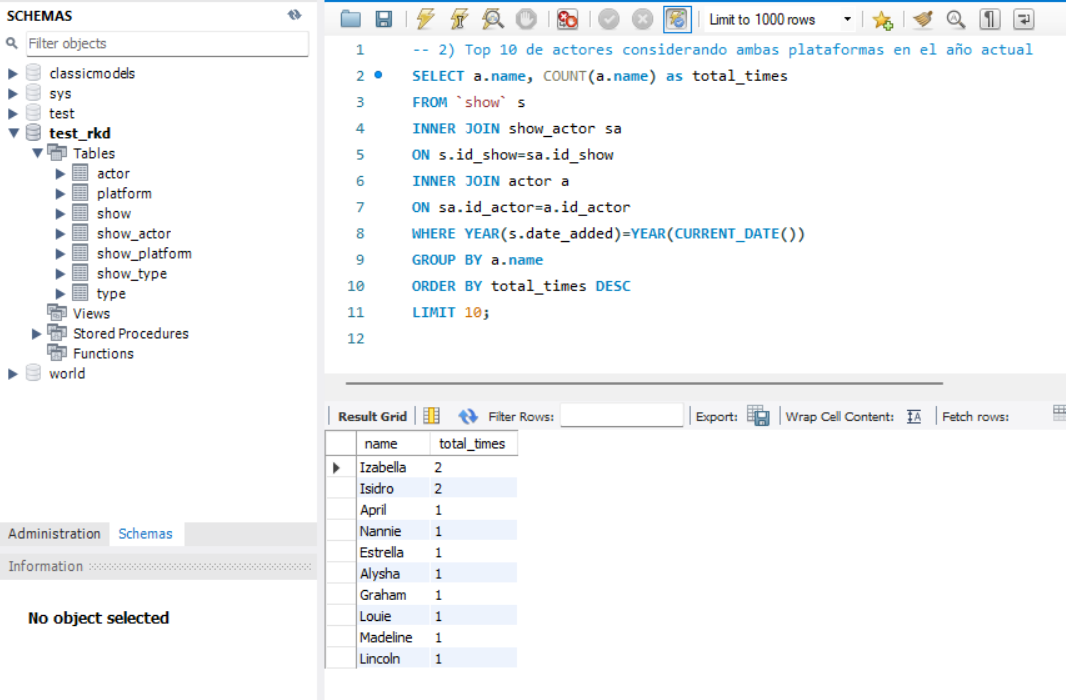 SCHEMAS
Filter objects
classicmodels
sys
test
test_rkd
Tables
actor
platform
show
show_actor
show_platform
show_type
type
Views
Stored Procedures
Functions
world
Administration Schemas
Information
No object selected
Limit to 1000 rows
1 -- 2) Top 10 de actores considerando ambas plataformas en el año actual
2 SELECT a.name, COUNT(a.name) as total_times
3 FROM `show` s
4 INNER JOIN show_actor sa
5 ON s.id_show=sa.id_show
6 INNER JOIN actor a
7 ON sa.id_actor=a.id_actor
8 WHERE YEAR(s.date_added)=YEAR(CURRENT_DATE())
9 GROUP BY a.name
10 ORDER BY total_times DESC
11 LIMIT 10;
12
Result Grid Filter Rows: Export: Wrap Cell Content: Fetch rows:
name total_times
Izabella 2
Isidro 2
April 1
Nannie 1
Estrella 1
Alysha 1
Graham 1
Louie 1
Madeline 1
Lincoln 1